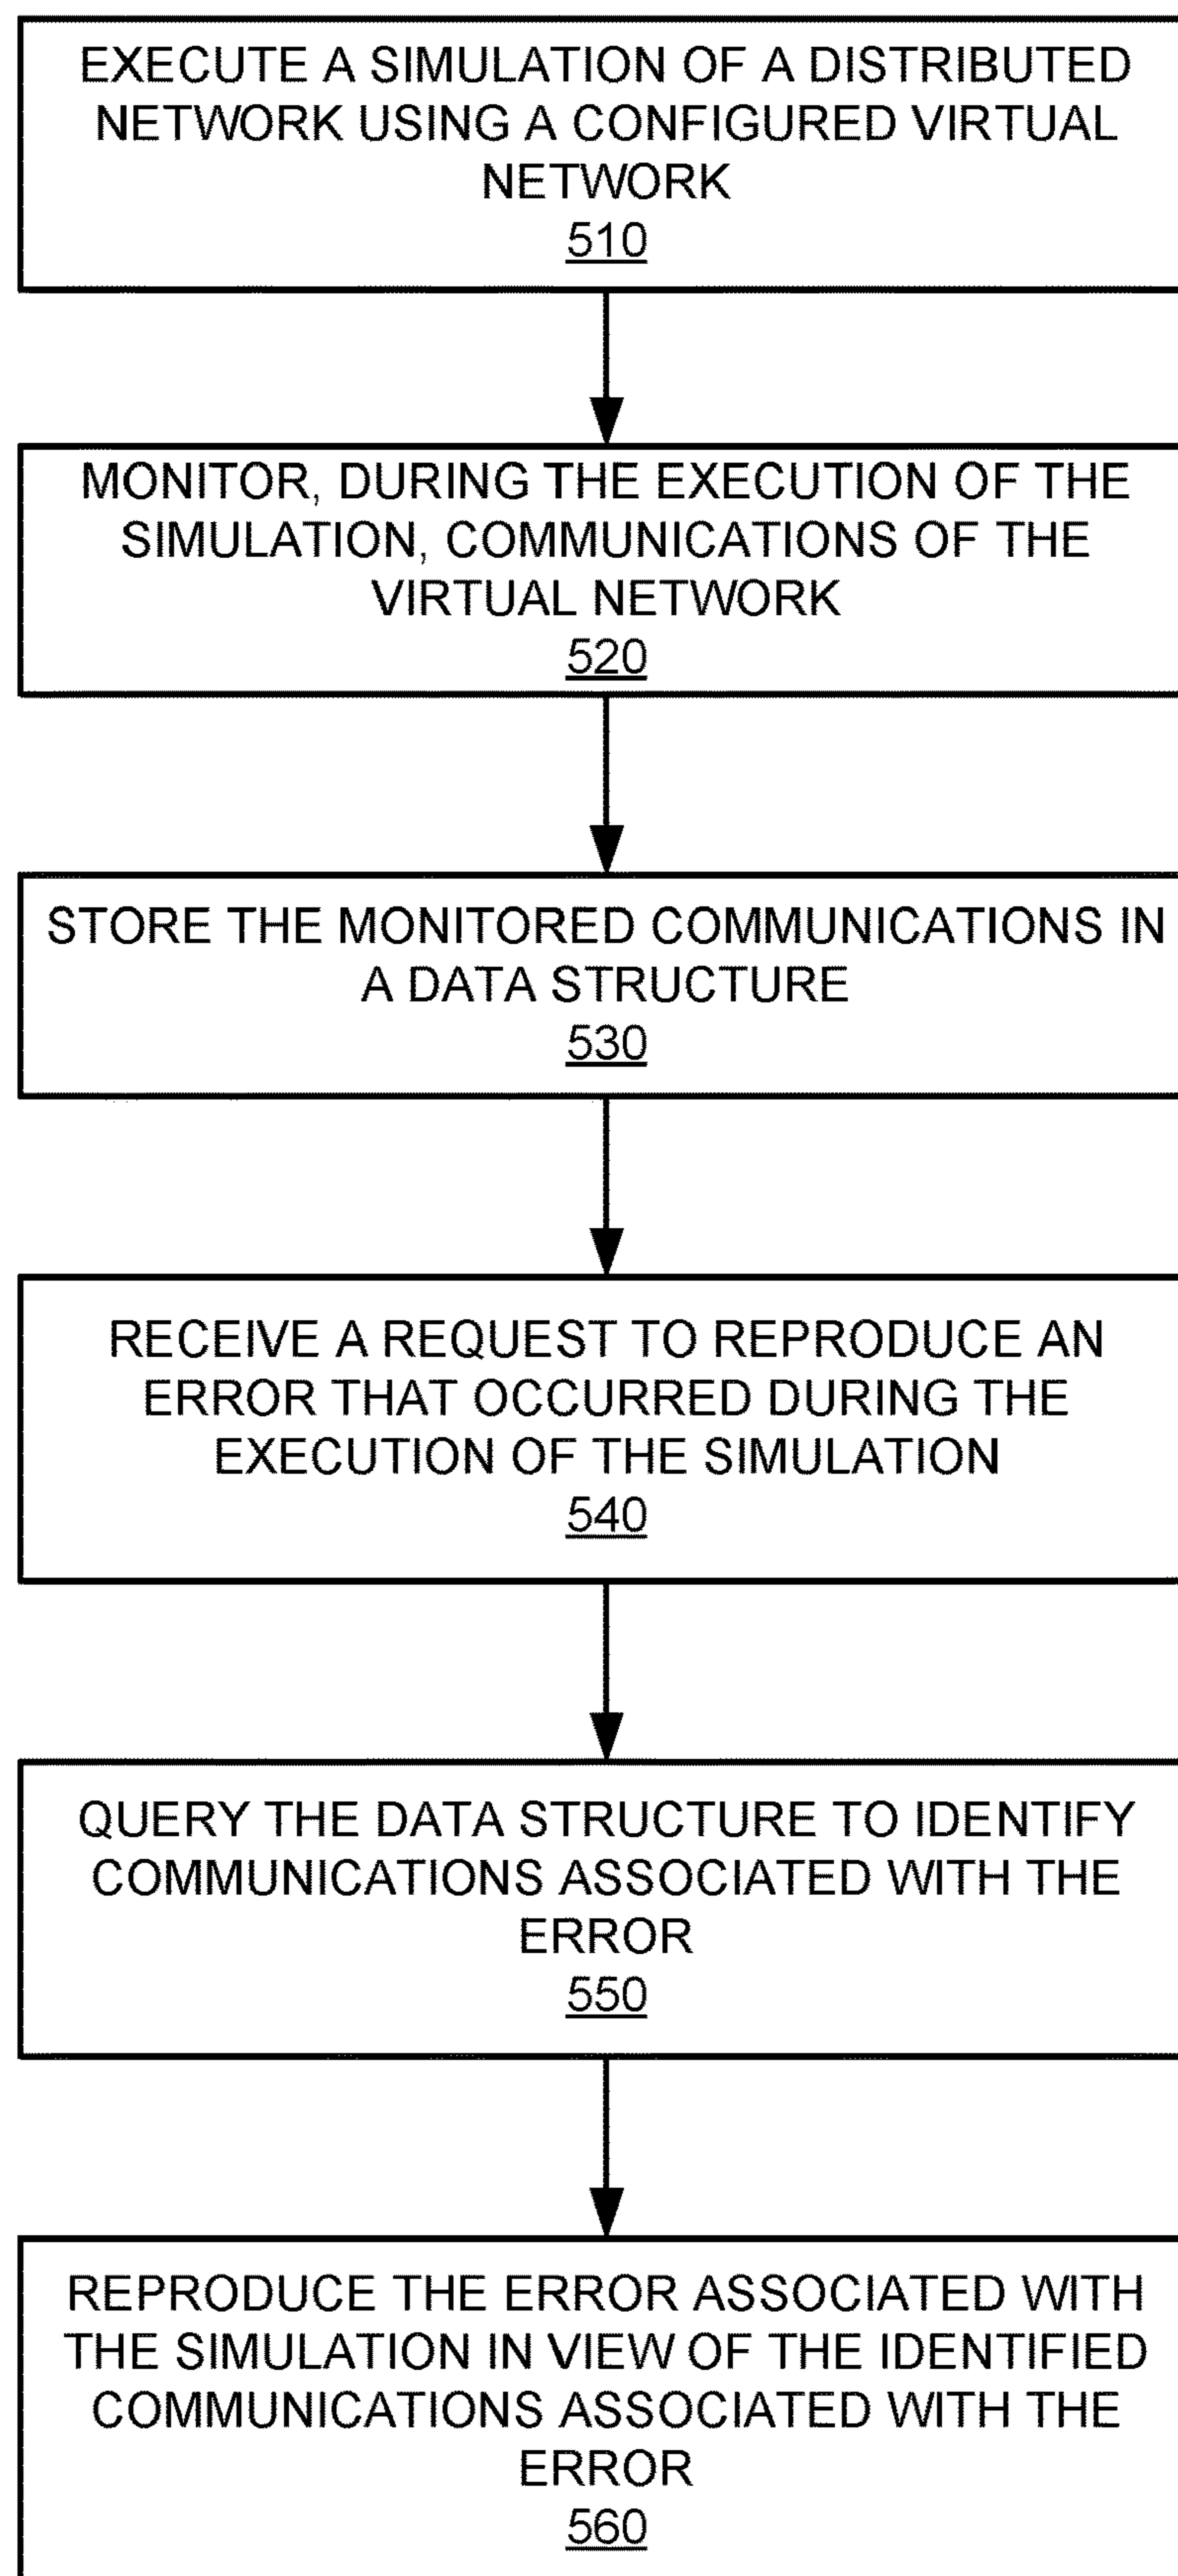 EXECUTE A SIMULATION OF A DISTRIBUTED
NETWORK USING A CONFIGURED VIRTUAL
NETWORK
510
MONITOR, DURING THE EXECUTION OF THE
SIMULATION, COMMUNICATIONS OF THE
VIRTUAL NETWORK
520
STORE THE MONITORED COMMUNICATIONS IN
A DATA STRUCTURE
530
RECEIVE A REQUEST TO REPRODUCE AN
ERROR THAT OCCURRED DURING THE
EXECUTION OF THE SIMULATION
540
QUERY THE DATA STRUCTURE TO IDENTIFY
COMMUNICATIONS ASSOCIATED WITH THE
ERROR
550
REPRODUCE THE ERROR ASSOCIATED WITH
THE SIMULATION IN VIEW OF THE IDENTIFIED
COMMUNICATIONS ASSOCIATED WITH THE
ERROR
560